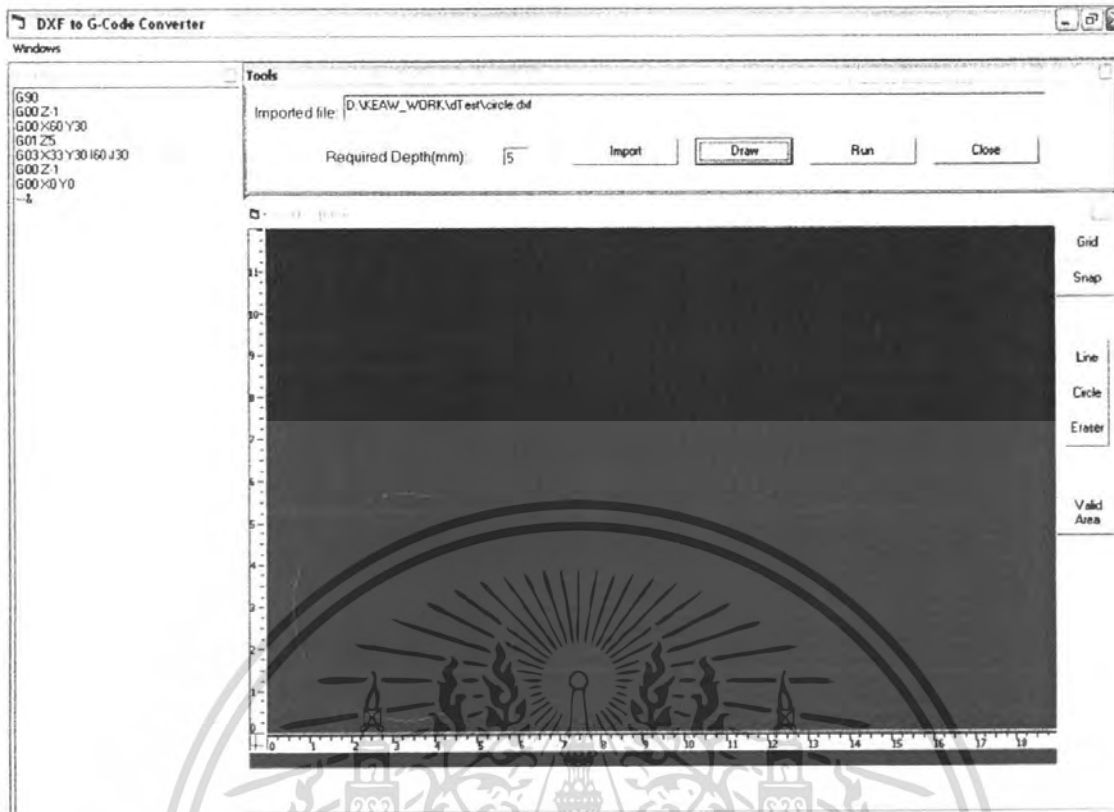 DXF to G-Code Converter
Windows
G90
G00 Z-1
G00 X60 Y30
G01 Z5
G03 X33 Y30 I60 J30
G00 Z-1
G00 X0 Y0
--&
Tools
Imported file: D:\KEAW_WORK\dTest\circle.dxf
Required Depth(mm): 5 Import Draw Run Close
Grid
Snap
Line
Circle
Eraser
Valid
Area
11
10
9
8
7
6
5
4
3
2
1
0
0 1 2 3 4 5 6 7 8 9 10 11 12 13 14 15 16 17 18